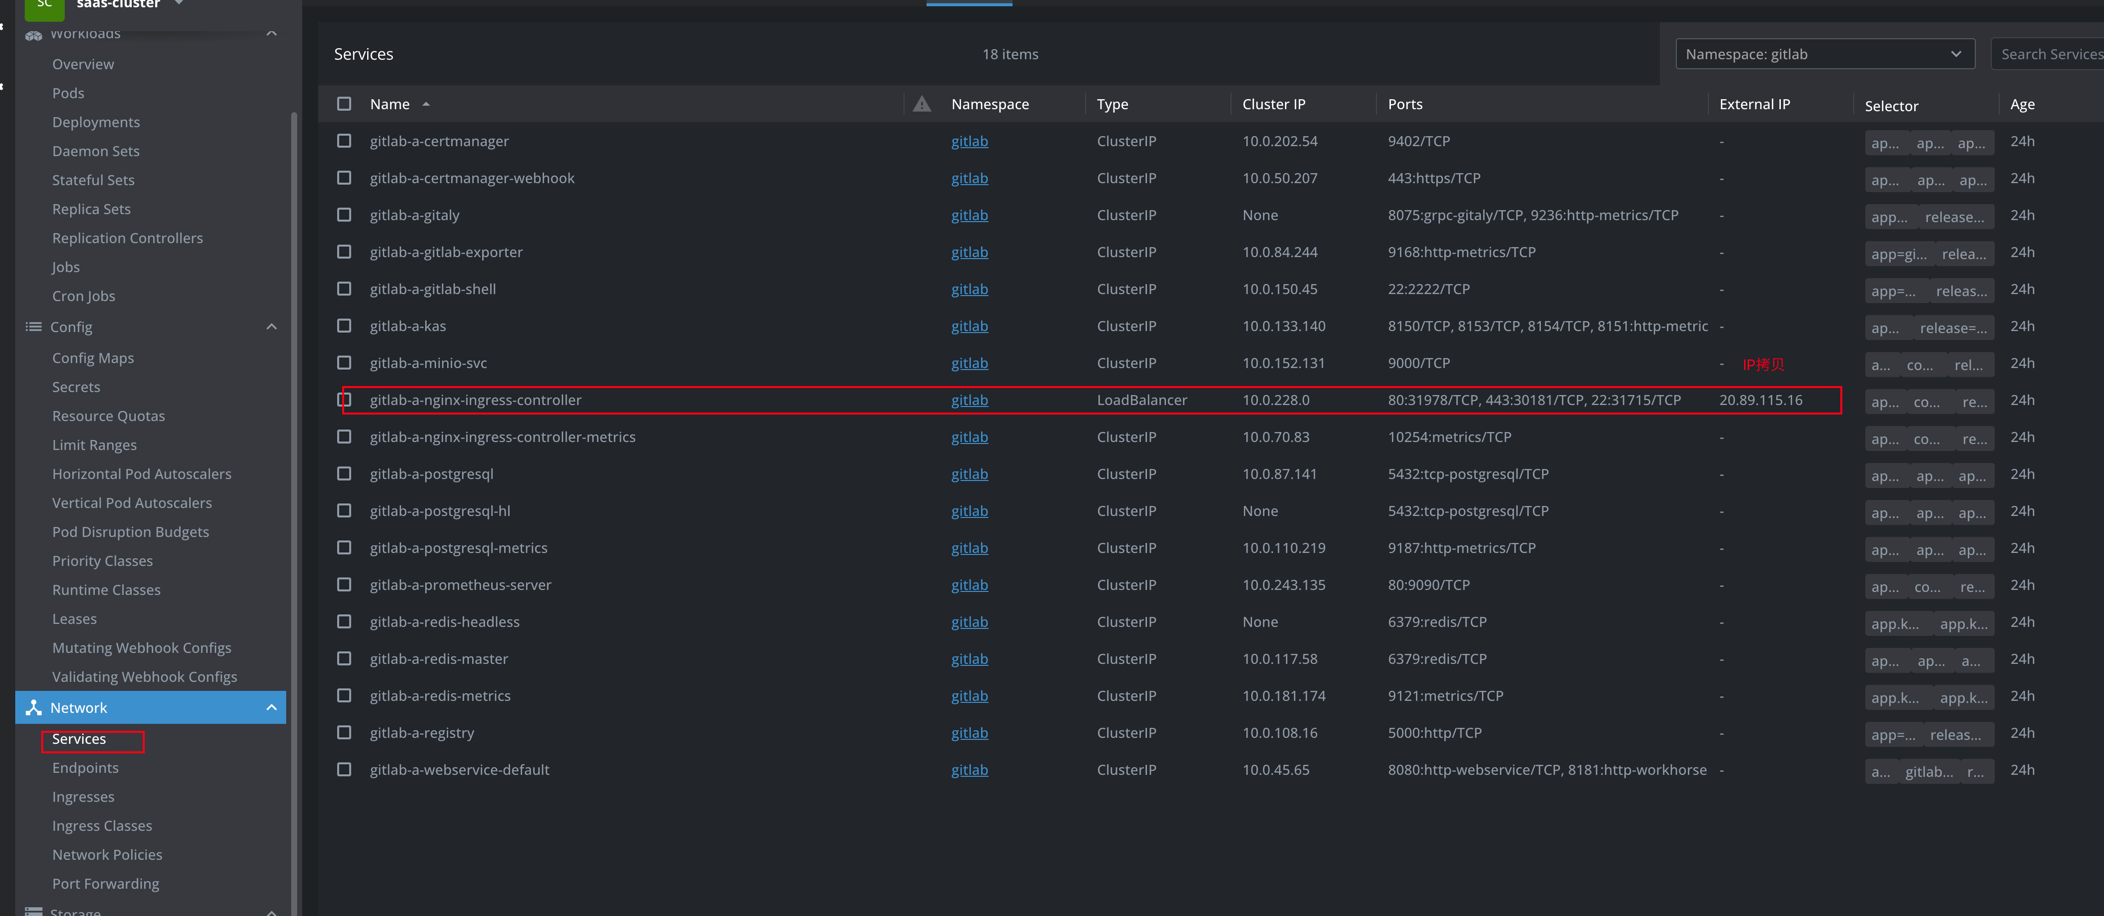 SC saas-cluster
Workloads
Overview
Pods
Deployments
Daemon Sets
Stateful Sets
Replica Sets
Replication Controllers
Jobs
Cron Jobs
Config
Config Maps
Secrets
Resource Quotas
Limit Ranges
Horizontal Pod Autoscalers
Vertical Pod Autoscalers
Pod Disruption Budgets
Priority Classes
Runtime Classes
Leases
Mutating Webhook Configs
Validating Webhook Configs
Network
Services
Endpoints
Ingresses
Ingress Classes
Network Policies
Port Forwarding
Storage
Services 18 items Namespace: gitlab Search Services
Name Namespace Type Cluster IP Ports External IP Selector Age
gitlab-a-certmanager gitlab ClusterIP 10.0.202.54 9402/TCP - ap... ap... ap... 24h
gitlab-a-certmanager-webhook gitlab ClusterIP 10.0.50.207 443:https/TCP - ap... ap... ap... 24h
gitlab-a-gitaly gitlab ClusterIP None 8075:grpc-gitaly/TCP, 9236:http-metrics/TCP - app... release... 24h
gitlab-a-gitlab-exporter gitlab ClusterIP 10.0.84.244 9168:http-metrics/TCP - app=gi... relea... 24h
gitlab-a-gitlab-shell gitlab ClusterIP 10.0.150.45 22:2222/TCP - app=... releas... 24h
gitlab-a-kas gitlab ClusterIP 10.0.133.140 8150/TCP, 8153/TCP, 8154/TCP, 8151:http-metric - ap... release=... 24h
gitlab-a-minio-svc gitlab ClusterIP 10.0.152.131 9000/TCP - IP拷贝 a... co... rel... 24h
gitlab-a-nginx-ingress-controller gitlab LoadBalancer 10.0.228.0 80:31978/TCP, 443:30181/TCP, 22:31715/TCP 20.89.115.16 ap... co... re... 24h
gitlab-a-nginx-ingress-controller-metrics gitlab ClusterIP 10.0.70.83 10254:metrics/TCP - ap... co... re... 24h
gitlab-a-postgresql gitlab ClusterIP 10.0.87.141 5432:tcp-postgresql/TCP - ap... ap... ap... 24h
gitlab-a-postgresql-hl gitlab ClusterIP None 5432:tcp-postgresql/TCP - ap... ap... ap... 24h
gitlab-a-postgresql-metrics gitlab ClusterIP 10.0.110.219 9187:http-metrics/TCP - ap... ap... ap... 24h
gitlab-a-prometheus-server gitlab ClusterIP 10.0.243.135 80:9090/TCP - ap... co... re... 24h
gitlab-a-redis-headless gitlab ClusterIP None 6379:redis/TCP - app.k... app.k... 24h
gitlab-a-redis-master gitlab ClusterIP 10.0.117.58 6379:redis/TCP - ap... ap... a... 24h
gitlab-a-redis-metrics gitlab ClusterIP 10.0.181.174 9121:metrics/TCP - app.k... app.k... 24h
gitlab-a-registry gitlab ClusterIP 10.0.108.16 5000:http/TCP - app=... releas... 24h
gitlab-a-webservice-default gitlab ClusterIP 10.0.45.65 8080:http-webservice/TCP, 8181:http-workhorse - a... gitlab... r... 24h